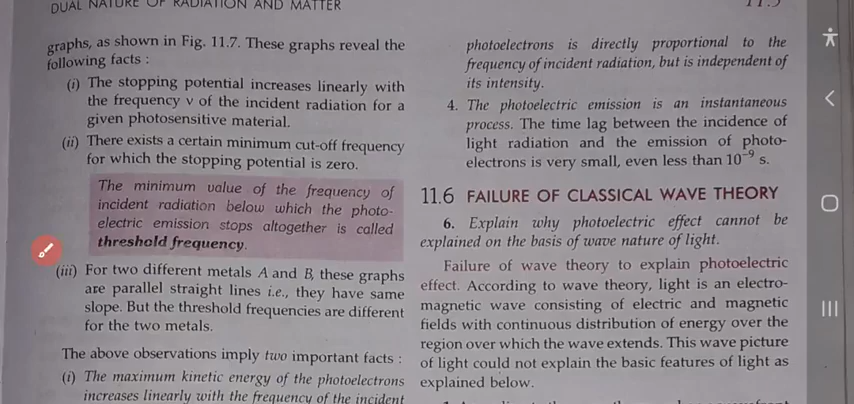 DUAL NATURE OF RADIATION AND MATTER
graphs, as shown in Fig. 11.7. These graphs reveal the
following facts :
(i) The stopping potential increases linearly with
the frequency ν of the incident radiation for a
given photosensitive material.
(ii) There exists a certain minimum cut-off frequency
for which the stopping potential is zero.
The minimum value of the frequency of
incident radiation below which the photo-
electric emission stops altogether is called
threshold frequency.
(iii) For two different metals A and B, these graphs
are parallel straight lines i.e., they have same
slope. But the threshold frequencies are different
for the two metals.
The above observations imply two important facts :
(i) The maximum kinetic energy of the photoelectrons
increases linearly with the frequency of the incident
photoelectrons is directly proportional to the
frequency of incident radiation, but is independent of
its intensity.
4. The photoelectric emission is an instantaneous
process. The time lag between the incidence of
light radiation and the emission of photo-
electrons is very small, even less than 10⁻⁹ s.
11.6 FAILURE OF CLASSICAL WAVE THEORY
6. Explain why photoelectric effect cannot be
explained on the basis of wave nature of light.
Failure of wave theory to explain photoelectric
effect. According to wave theory, light is an electro-
magnetic wave consisting of electric and magnetic
fields with continuous distribution of energy over the
region over which the wave extends. This wave picture
of light could not explain the basic features of light as
explained below.